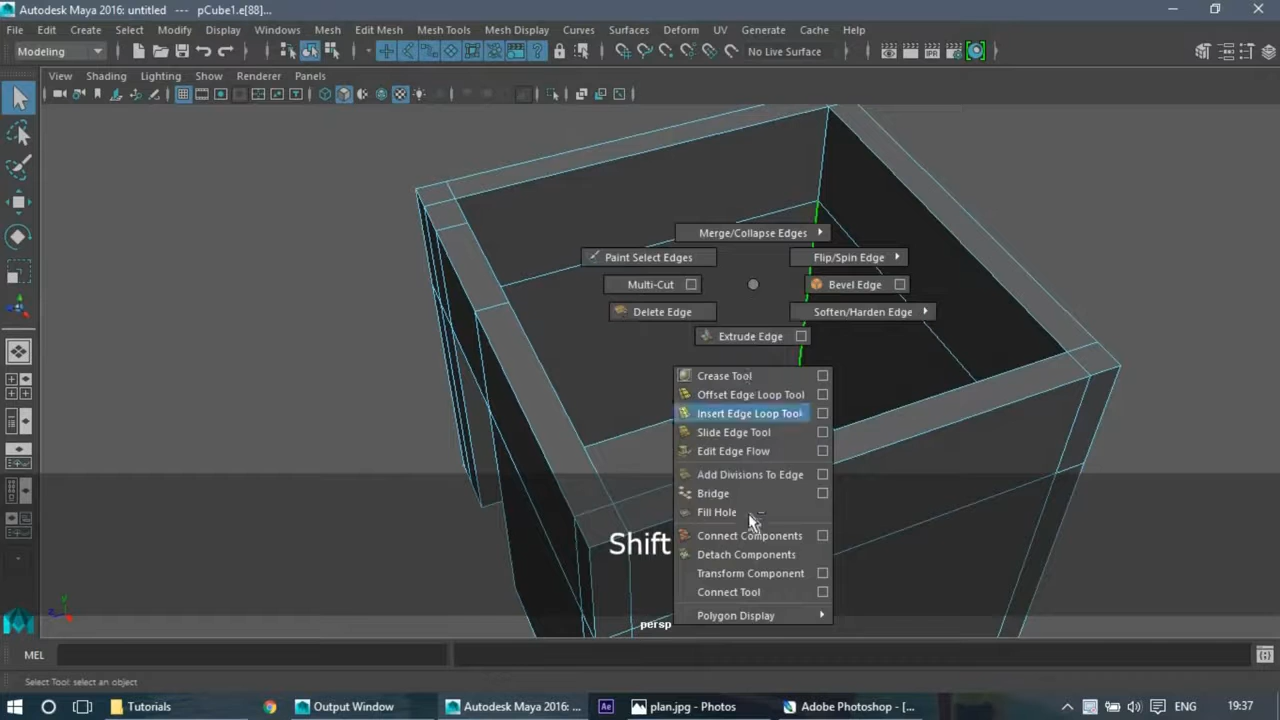 Autodesk Maya 2016: untitled --- pCube1.e[88]...
File Edit Create Select Modify Display Windows Mesh Edit Mesh Mesh Tools Mesh Display Curves Surfaces Deform UV Generate Cache Help
Modeling No Live Surface
View Shading Lighting Show Renderer Panels
Merge/Collapse Edges
Paint Select Edges Flip/Spin Edge
Multi-Cut Bevel Edge
Delete Edge Soften/Harden Edge
Extrude Edge
Crease Tool
Offset Edge Loop Tool
Insert Edge Loop Tool
Slide Edge Tool
Edit Edge Flow
Add Divisions To Edge
Bridge
Fill Hole
Connect Components
Shift
Detach Components
Transform Component
Connect Tool
Polygon Display
persp
MEL
Select Tool: select an object
Tutorials Output Window Autodesk Maya 2016: ... Ae plan.jpg - Photos Adobe Photoshop - [... ENG 19:37